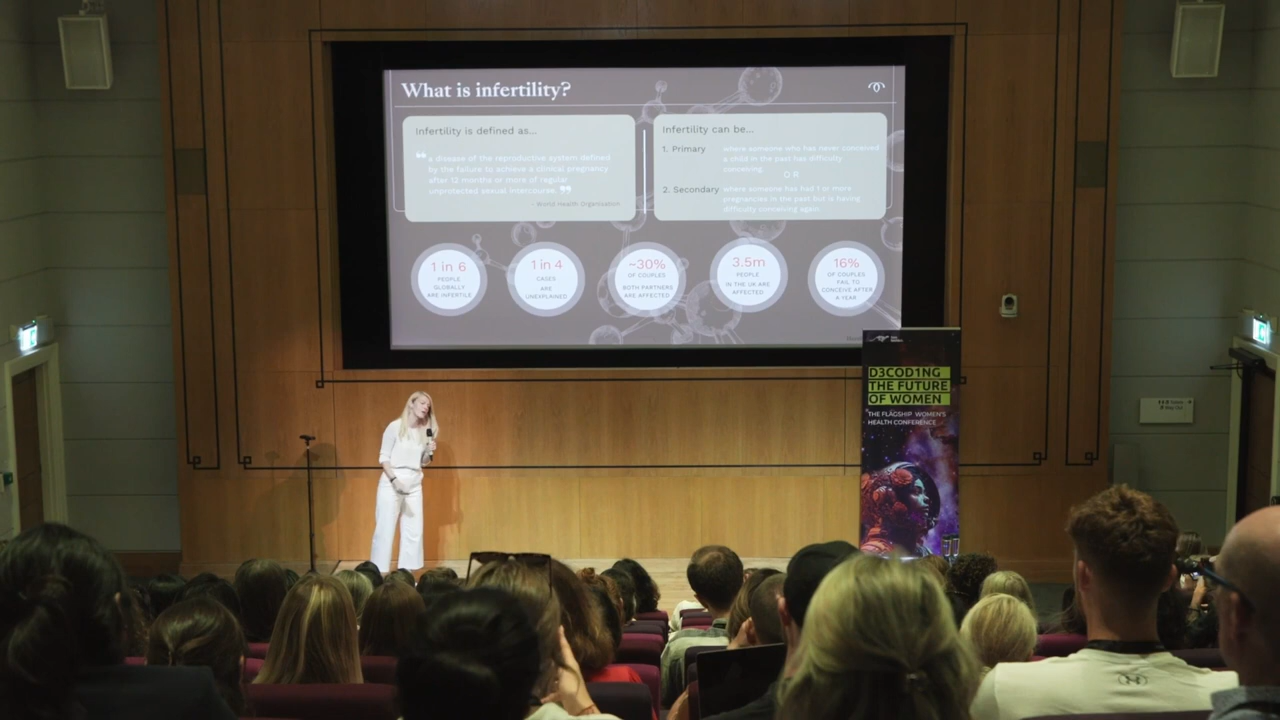 What is infertility?
Infertility is defined as...
❝ a disease of the reproductive system defined
by the failure to achieve a clinical pregnancy
after 12 months or more of regular
unprotected sexual intercourse. ❞
- World Health Organisation
Infertility can be...
1. Primary where someone who has never conceived
a child in the past has difficulty
conceiving.
OR
2. Secondary where someone has had 1 or more
pregnancies in the past but is having
difficulty conceiving again
1 in 6
PEOPLE
GLOBALLY
ARE INFERTILE
1 in 4
CASES
ARE
UNEXPLAINED
~30%
OF COUPLES
BOTH PARTNERS
ARE AFFECTED
3.5m
PEOPLE
IN THE UK ARE
AFFECTED
16%
OF COUPLES
FAIL TO
CONCEIVE AFTER
A YEAR
D3COD1NG
THE FUTURE
OF WOMEN
THE FLAGSHIP WOMEN'S
HEALTH CONFERENCE